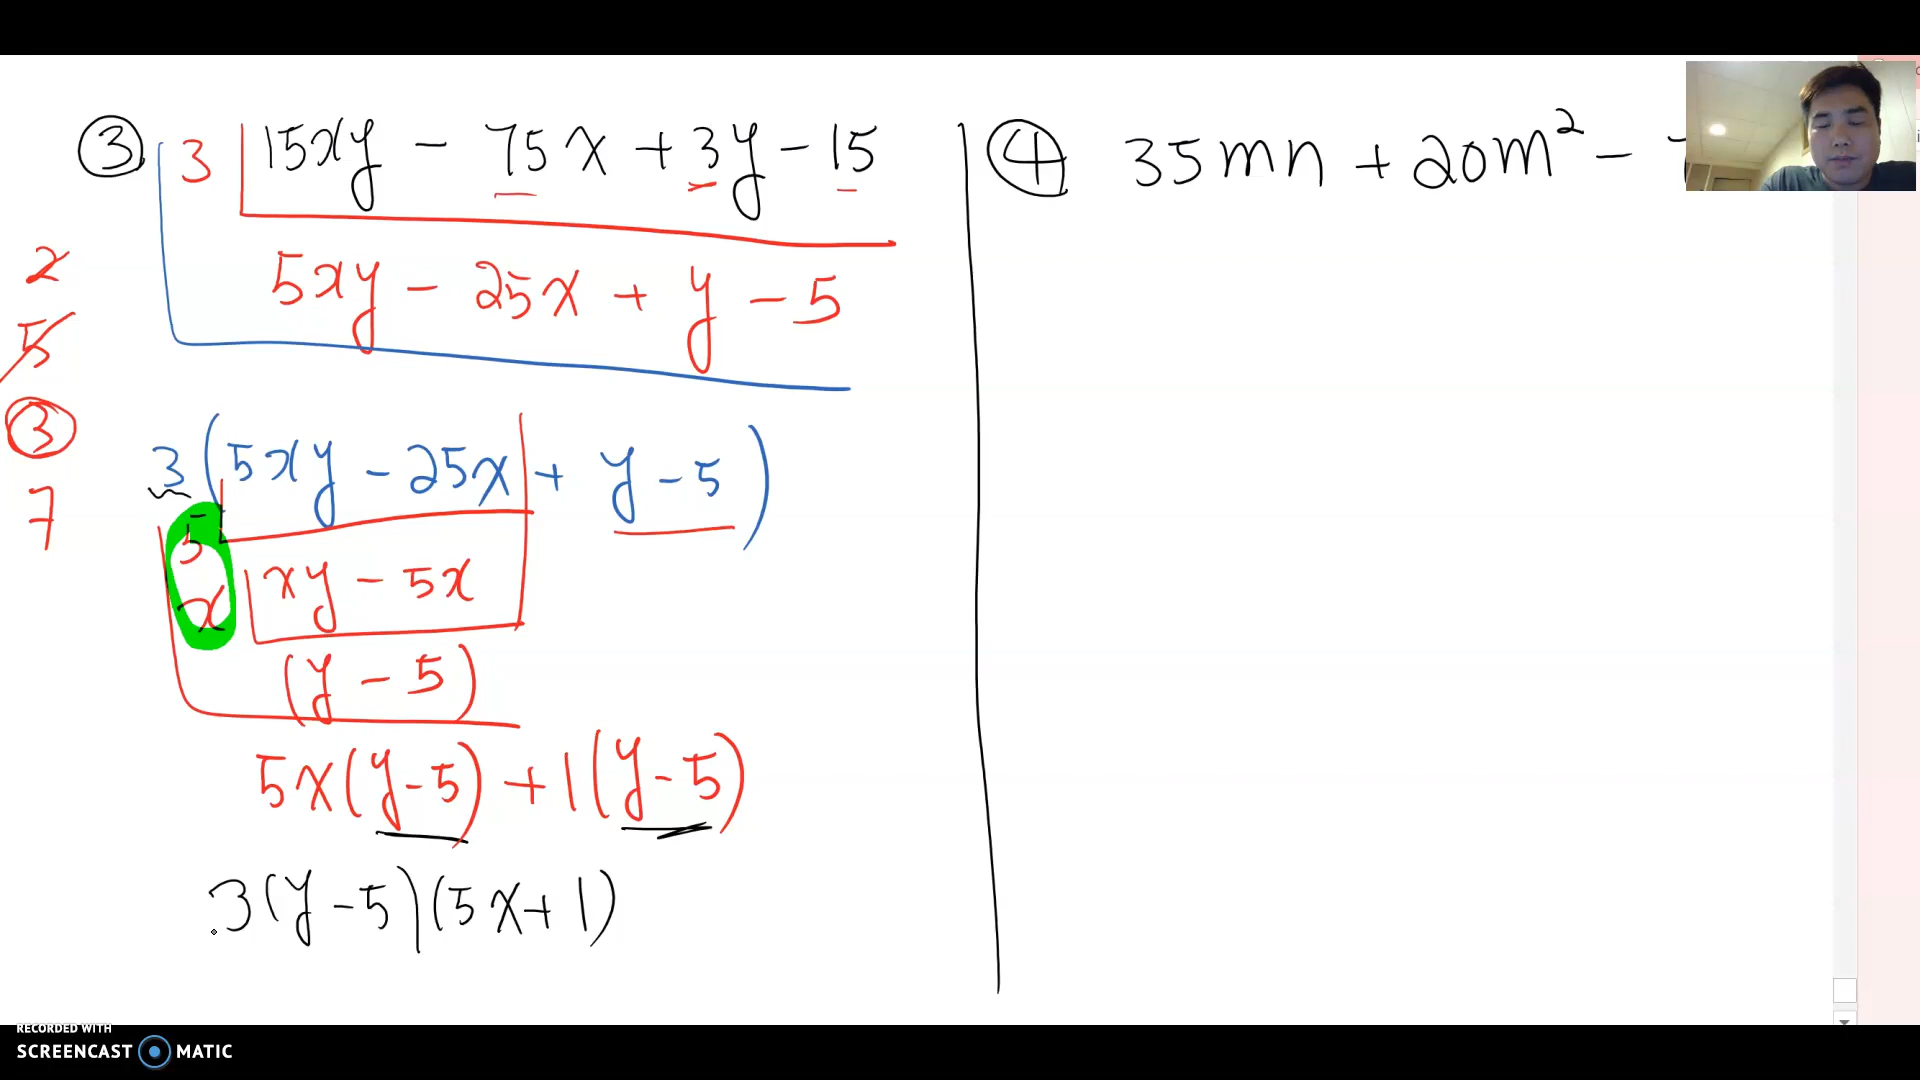 ③ 3 15xy - 75x + 3y - 15
5xy - 25x + y - 5
2
5
3
7
3(5xy - 25x + y - 5)
5
x
xy - 5x
(y - 5)
5x(y-5) + 1(y-5)
3(y-5)(5x+1)
④ 35mn + 20m² -
RECORDED WITH
SCREENCAST MATIC